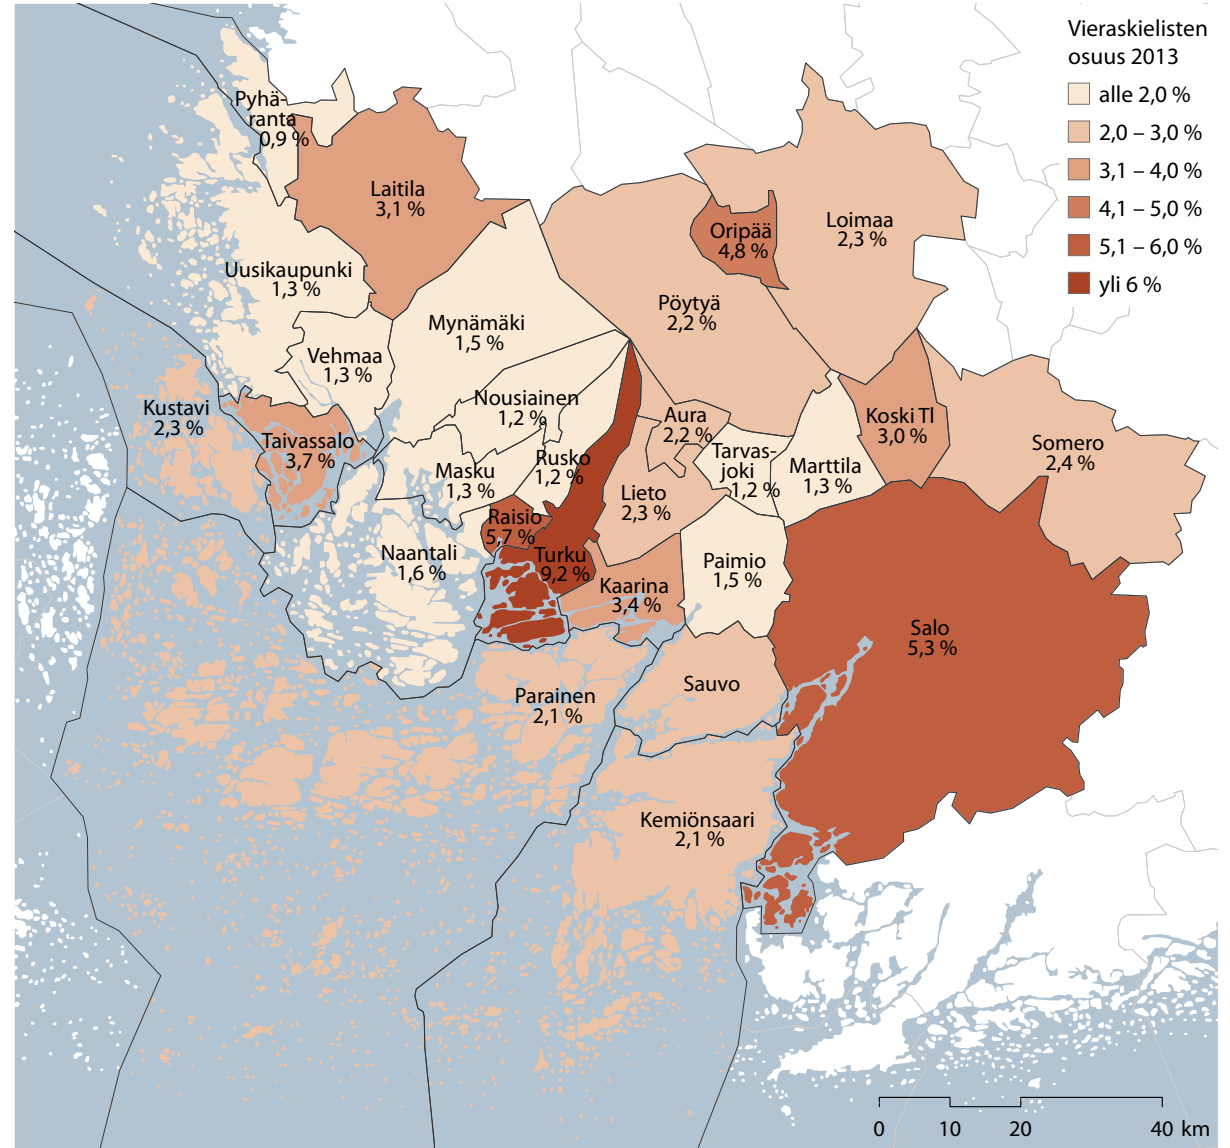 Vieraskielisten
osuus 2013
alle 2,0 %
2,0 – 3,0 %
3,1 – 4,0 %
4,1 – 5,0 %
5,1 – 6,0 %
yli 6 %
Pyhä-
ranta
0,9 %
Laitila
3,1 %
Loimaa
2,3 %
Oripää
4,8 %
Uusikaupunki
1,3 %
Pöytyä
2,2 %
Mynämäki
1,5 %
Vehmaa
1,3 %
Nousiainen
1,2 %
Kustavi
2,3 %
Taivassalo
3,7 %
Aura
2,2 %
Koski Tl
3,0 %
Somero
2,4 %
Rusko
1,2 %
Masku
1,3 %
Tarvas-
joki
1,2 %
Marttila
1,3 %
Lieto
2,3 %
Raisio
5,7 %
Naantali
1,6 %
Turku
9,2 %
Paimio
1,5 %
Kaarina
3,4 %
Salo
5,3 %
Sauvo
Parainen
2,1 %
Kemiönsaari
2,1 %
0 10 20 40 km